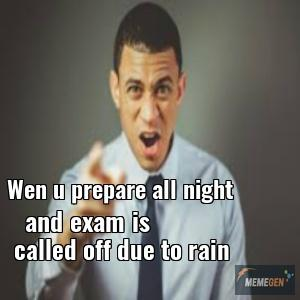 Wen u prepare all night
and exam is
called off due to rain
MEMEGEN